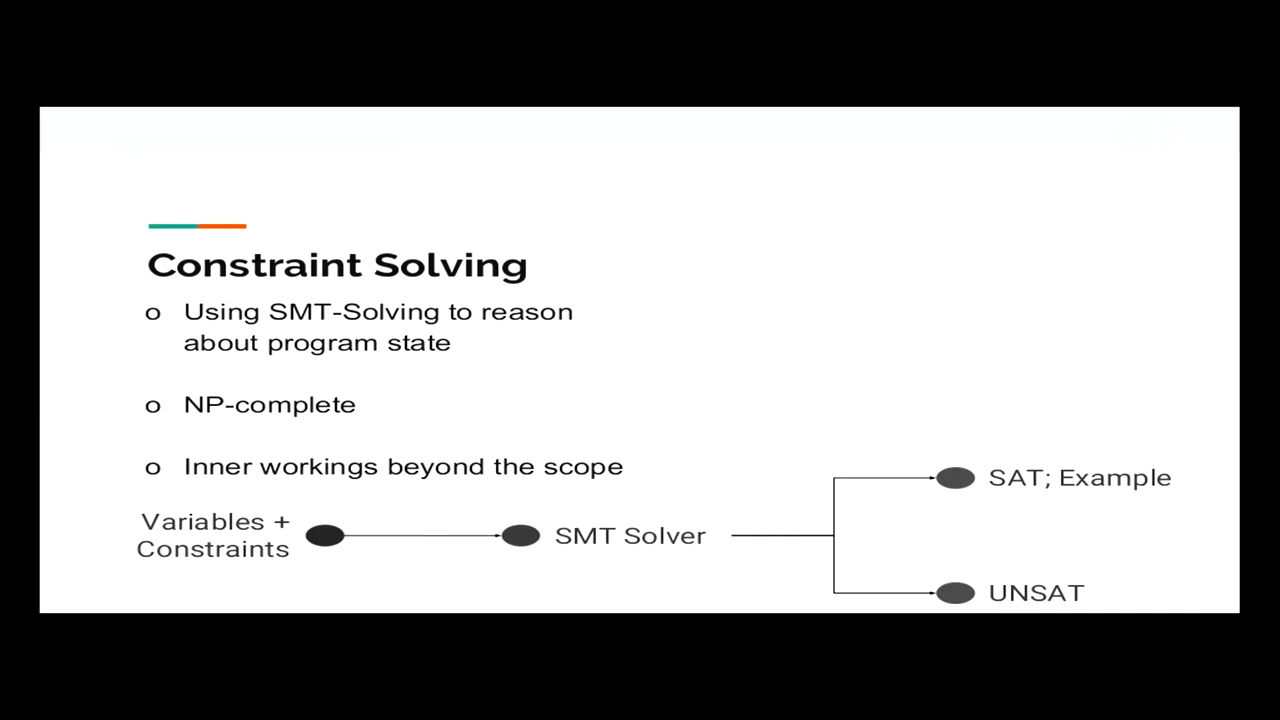 Constraint Solving
o Using SMT-Solving to reason
about program state
o NP-complete
o Inner workings beyond the scope
Variables +
Constraints
SMT Solver
SAT; Example
UNSAT